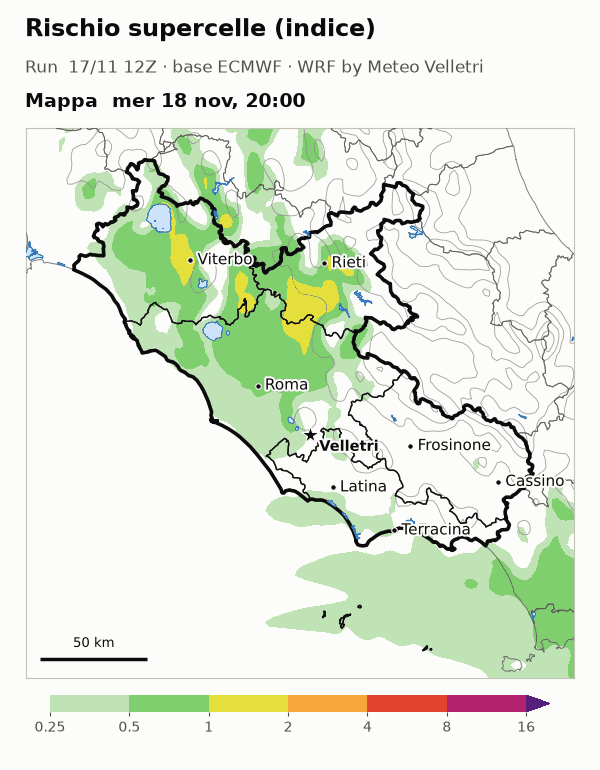 Rischio supercelle (indice)
Run 17/11 12Z · base ECMWF · WRF by Meteo Velletri
Mappa mer 18 nov, 20:00
Viterbo
Rieti
Roma
Velletri
Frosinone
Latina
Cassino
Terracina
50 km
0.25 0.5 1 2 4 8 16